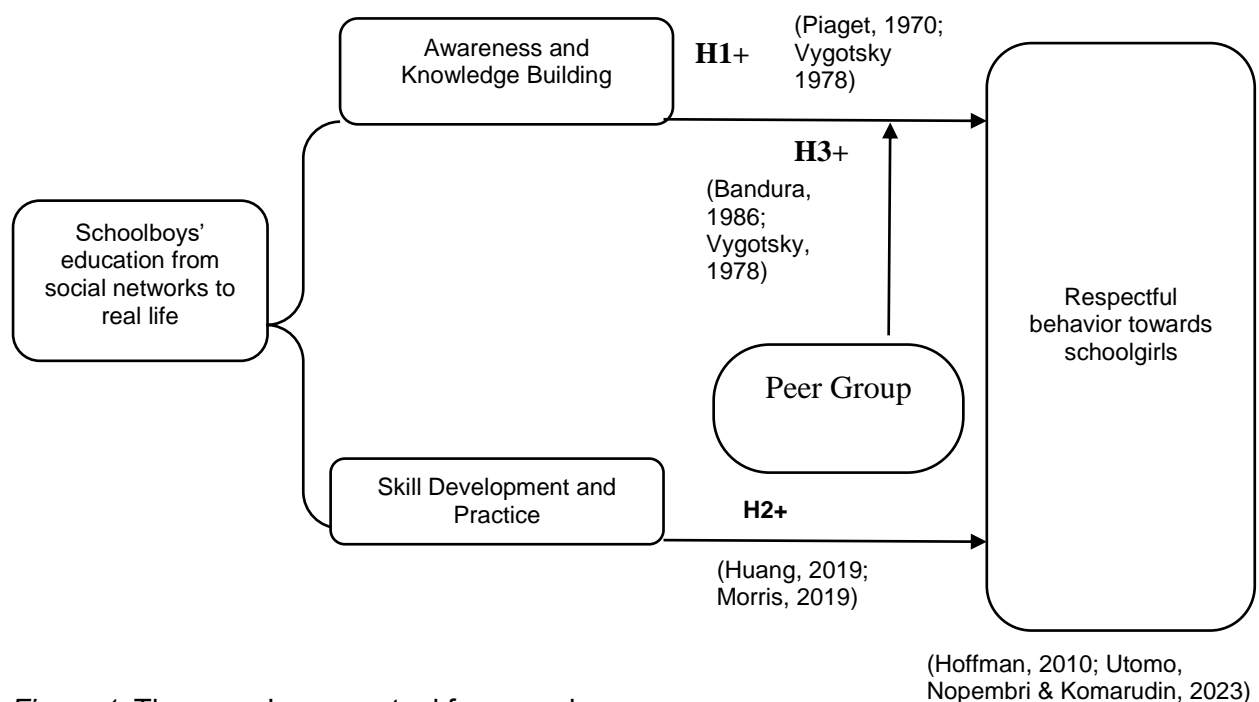 Awareness and
Knowledge Building
H1+
(Piaget, 1970;
Vygotsky
1978)
H3+
(Bandura,
1986;
Vygotsky,
1978)
Schoolboys'
education from
social networks to
real life
Peer Group
Respectful
behavior towards
schoolgirls
Skill Development and
Practice
H2+
(Huang, 2019;
Morris, 2019)
(Hoffman, 2010; Utomo,
Nopembri & Komarudin, 2023)
Figure 1. The conceptual framework